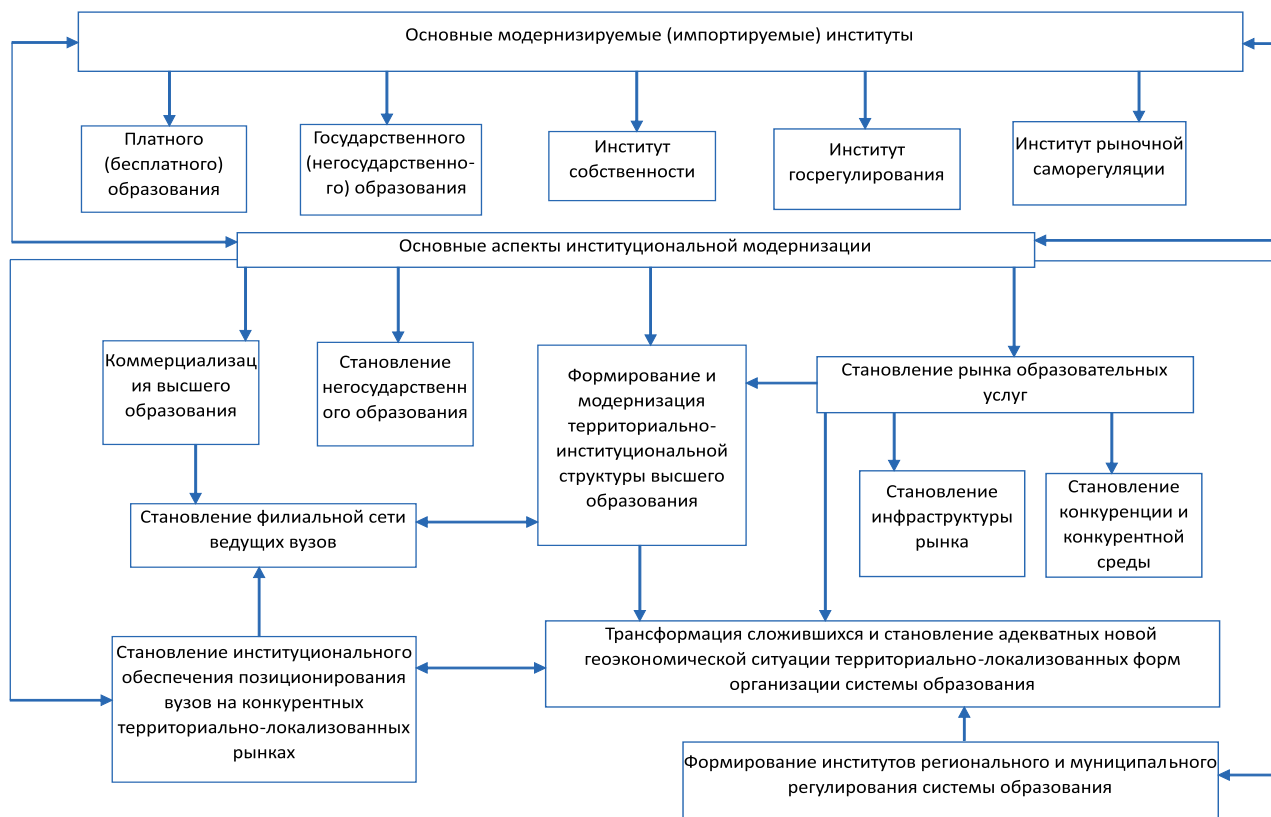 Основные модернизируемые (импортируемые) институты
Платного
(бесплатного)
образования
Государственного
(негосударственно-
го) образования
Институт
собственности
Институт
госрегулирования
Институт рыночной
саморегуляции
Основные аспекты институциональной модернизации
Коммерциализац
ия высшего
образования
Становление
негосударственн
ого образования
Формирование и
модернизация
территориально-
институциональной
структуры высшего
образования
Становление рынка образовательных
услуг
Становление
инфраструктуры
рынка
Становление
конкуренции и
конкурентной
среды
Становление филиальной сети
ведущих вузов
Становление институционального
обеспечения позиционирования
вузов на конкурентных
территориально-локализованных
рынках
Трансформация сложившихся и становление адекватных новой
геоэкономической ситуации территориально-локализованных форм
организации системы образования
Формирование институтов регионального и муниципального
регулирования системы образования